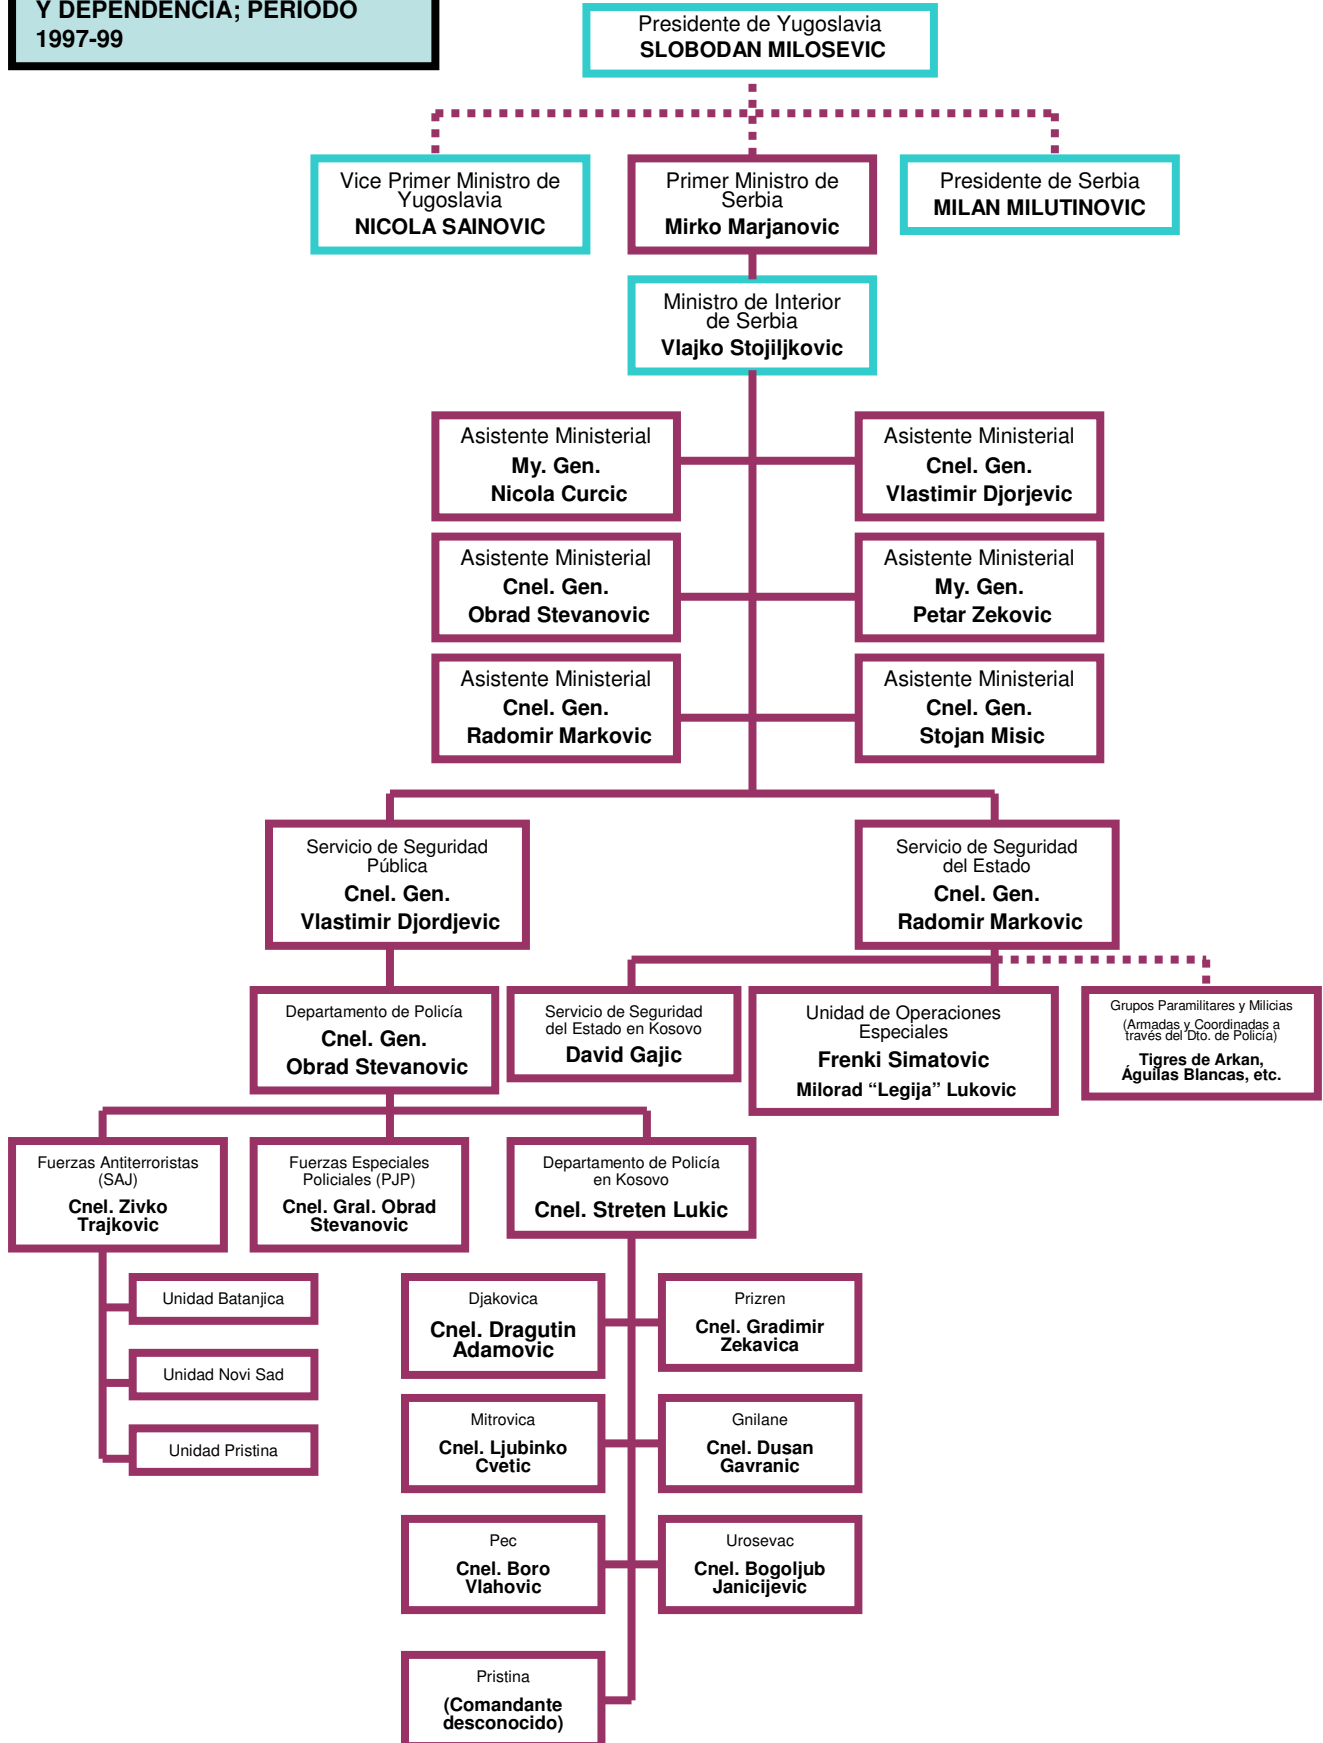 Y DEPENDENCIA; PERIODO
1997-99
Presidente de Yugoslavia
SLOBODAN MILOSEVIC
Vice Primer Ministro de
Yugoslavia
NICOLA SAINOVIC
Primer Ministro de
Serbia
Mirko Marjanovic
Presidente de Serbia
MILAN MILUTINOVIC
Ministro de Interior
de Serbia
Vlajko Stojiljkovic
Asistente Ministerial
My. Gen.
Nicola Curcic
Asistente Ministerial
Cnel. Gen.
Vlastimir Djorjevic
Asistente Ministerial
Cnel. Gen.
Obrad Stevanovic
Asistente Ministerial
My. Gen.
Petar Zekovic
Asistente Ministerial
Cnel. Gen.
Radomir Markovic
Asistente Ministerial
Cnel. Gen.
Stojan Misic
Servicio de Seguridad
Pública
Cnel. Gen.
Vlastimir Djordjevic
Servicio de Seguridad
del Estado
Cnel. Gen.
Radomir Markovic
Departamento de Policía
Cnel. Gen.
Obrad Stevanovic
Servicio de Seguridad
del Estado en Kosovo
David Gajic
Unidad de Operaciones
Especiales
Frenki Simatovic
Milorad “Legija” Lukovic
Grupos Paramilitares y Milicias
(Armadas y Coordinadas a
través del Dto. de Policía)
Tigres de Arkan,
Águilas Blancas, etc.
Fuerzas Antiterroristas
(SAJ)
Cnel. Zivko
Trajkovic
Fuerzas Especiales
Policiales (PJP)
Cnel. Gral. Obrad
Stevanovic
Departamento de Policía
en Kosovo
Cnel. Streten Lukic
Unidad Batanjica
Unidad Novi Sad
Unidad Pristina
Djakovica
Cnel. Dragutin
Adamovic
Prizren
Cnel. Gradimir
Zekavica
Mitrovica
Cnel. Ljubinko
Cvetic
Gnilane
Cnel. Dusan
Gavranic
Pec
Cnel. Boro
Vlahovic
Urosevac
Cnel. Bogoljub
Janicijevic
Pristina
(Comandante
desconocido)